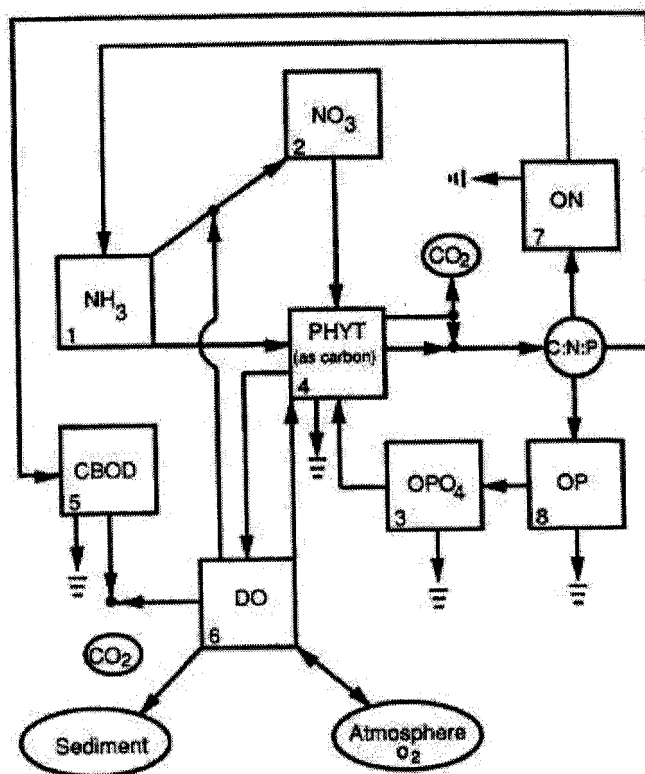 NO3
2
ON
7
CO2
NH3
1
PHYT
(as carbon)
4
C:N:P
CBOD
5
OPO4
3
OP
8
DO
6
CO2
Sediment
Atmosphere
O2